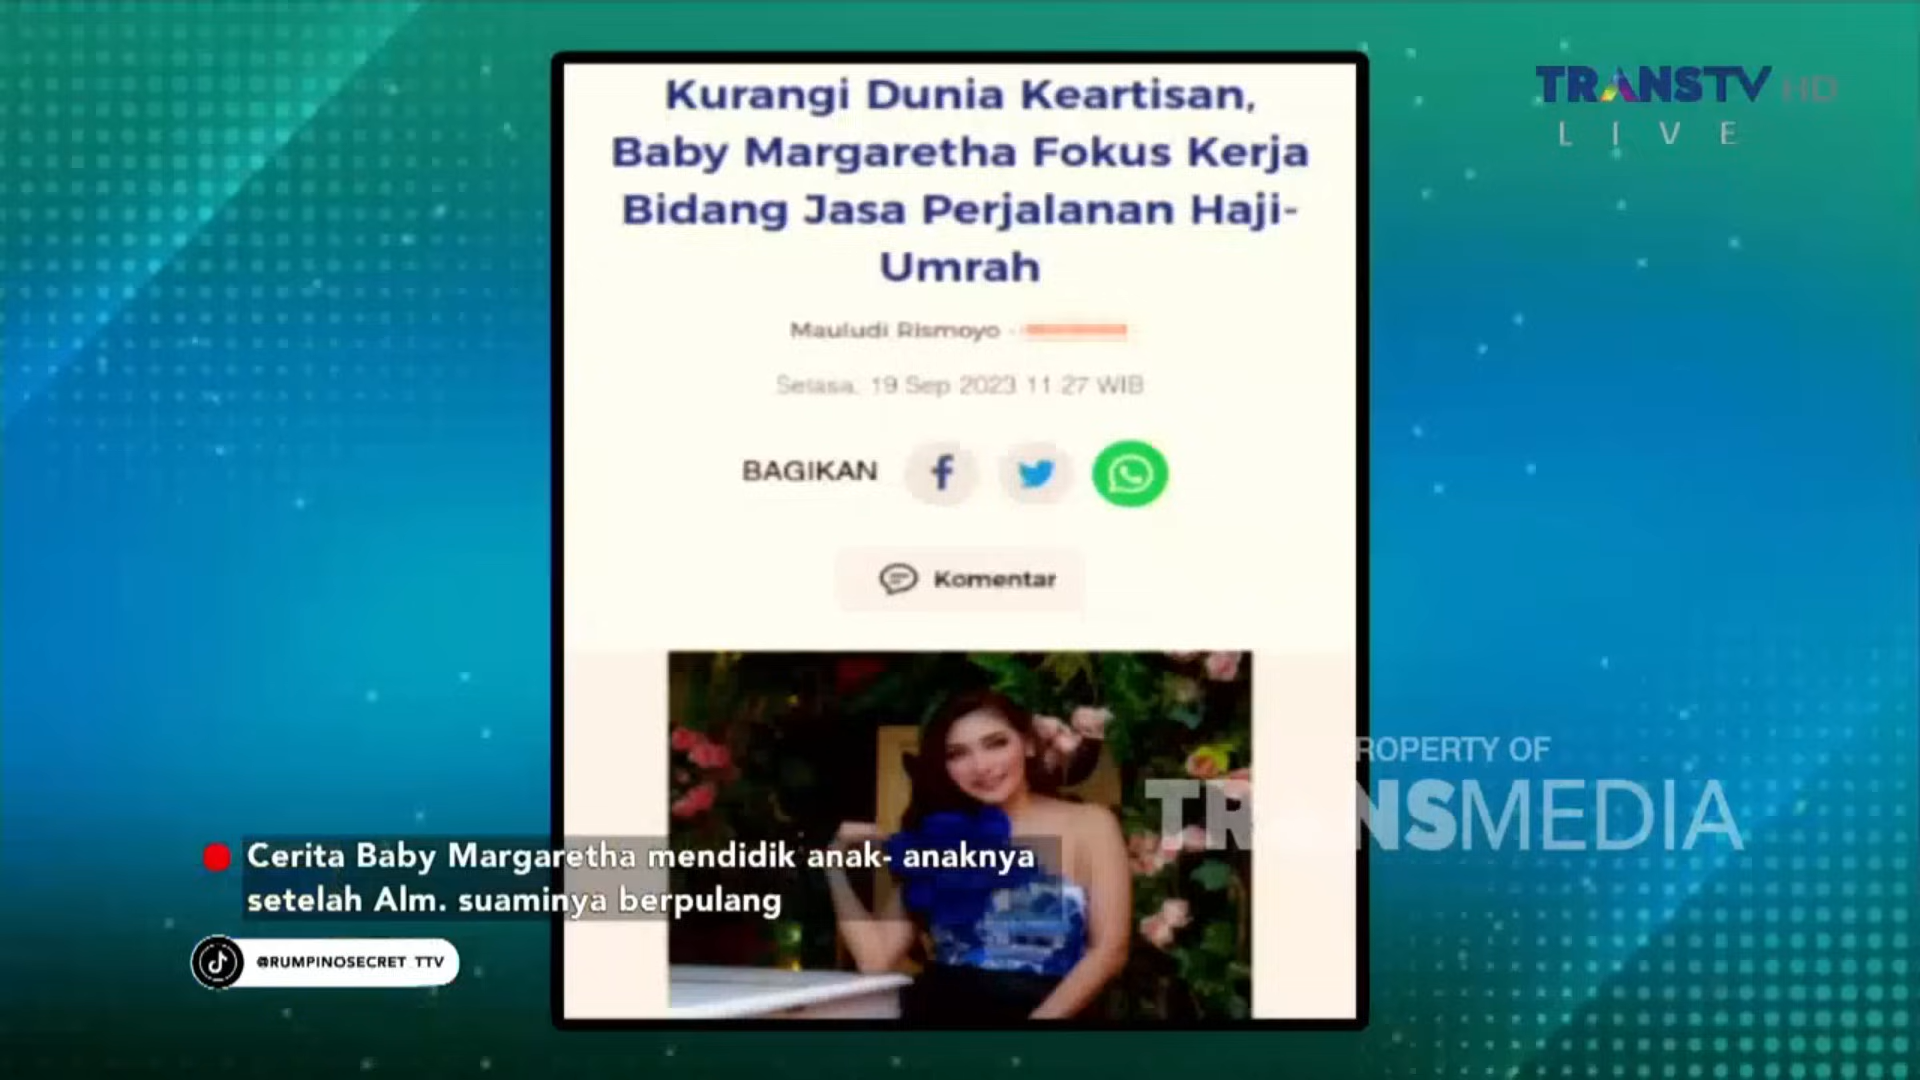 TRANSTV HD
LIVE
Kurangi Dunia Keartisan,
Baby Margaretha Fokus Kerja
Bidang Jasa Perjalanan Haji-
Umrah
Mauludi Rismoyo -
Selasa, 19 Sep 2023 11:27 WIB
BAGIKAN
Komentar
ROPERTY OF
TRANSMEDIA
Cerita Baby Margaretha mendidik anak- anaknya
setelah Alm. suaminya berpulang
@RUMPINOSECRET_TTV